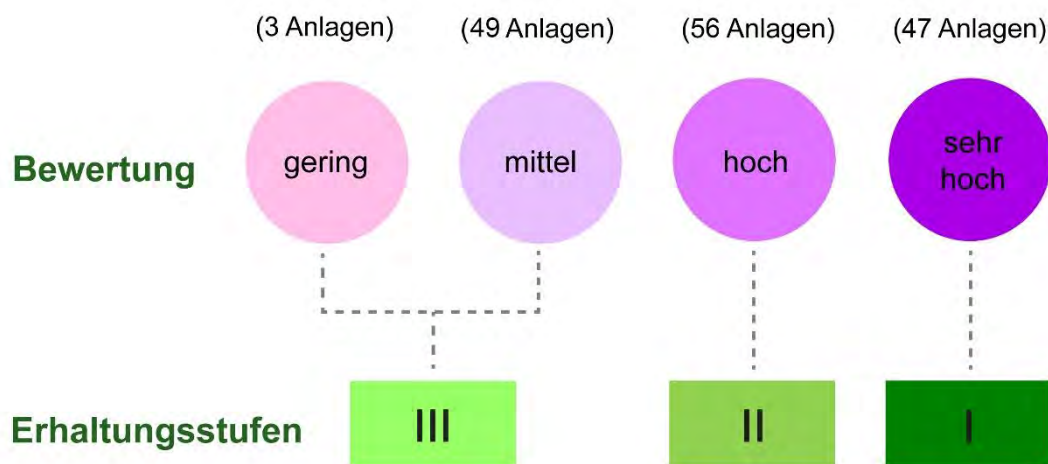 (3 Anlagen) (49 Anlagen) (56 Anlagen) (47 Anlagen)
Bewertung gering mittel hoch sehr
hoch
Erhaltungsstufen III II I